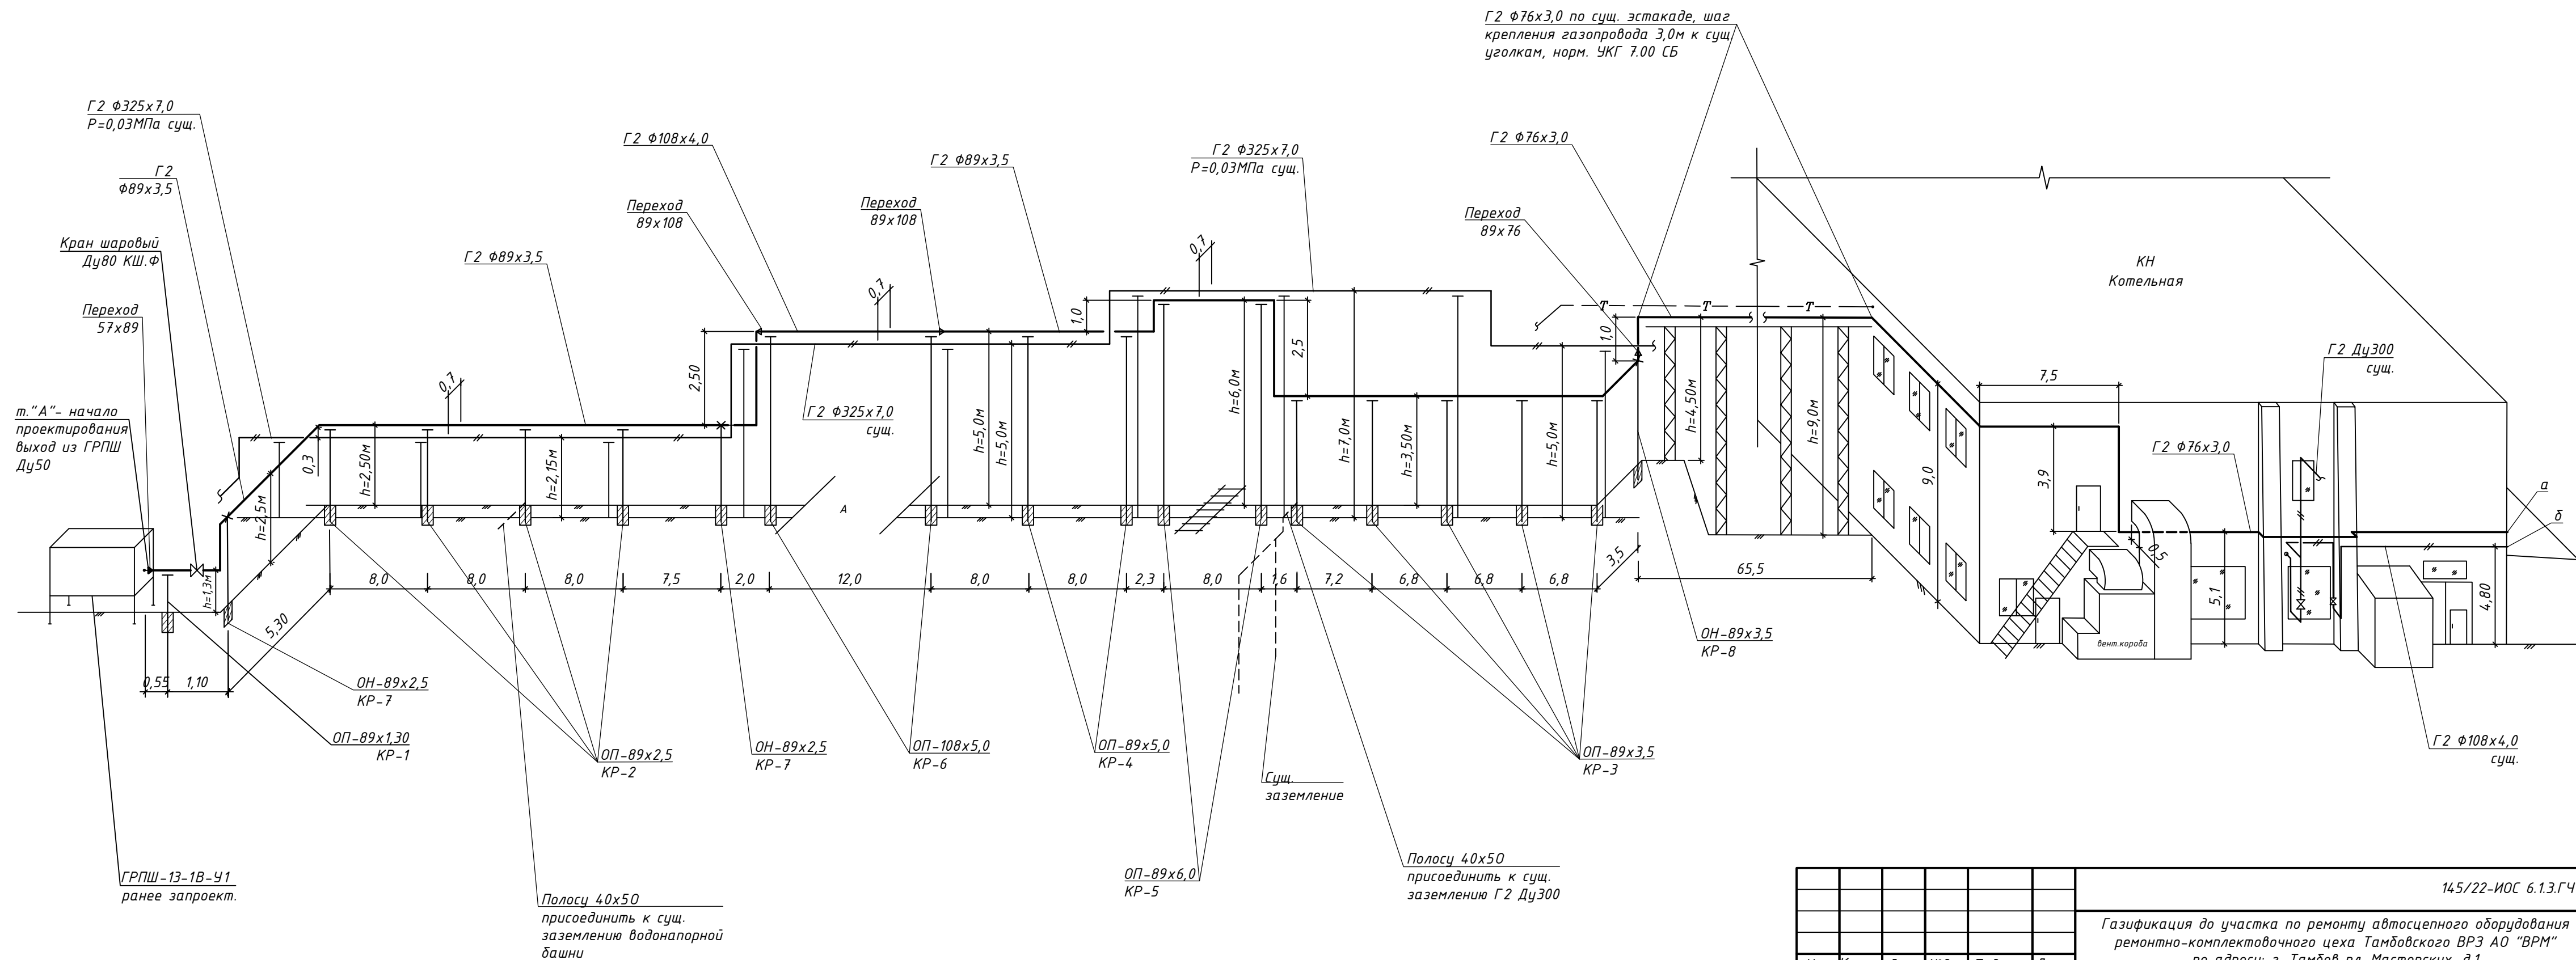 Г2 Ф76х3,0 по сущ. эстакаде, шаг
крепления газопровода 3,0м к сущ
уголкам, норм. УКГ 7.00 СБ
Г2 Ф325х7,0
Р=0,03МПа сущ.
Г2
Ф89х3,5
Кран шаровый
Ду80 КШ.Ф
Переход
57х89
т."А"- начало
проектирования
выход из ГРПШ
Ду50
Г2 Ф89х3,5
0,7
Г2 Ф108х4,0
Переход
89х108
Переход
89х108
0,7
Г2 Ф89х3,5
Г2 Ф325х7,0
Р=0,03МПа сущ.
0,7
Г2 Ф76х3,0
Переход
89х76
Т
Т
Т
КН
Котельная
Г2 Ду300
сущ.
7,5
Г2 Ф76х3,0
а
б
2,50
1,0
2,5
1,0
Г2 Ф325х7,0
сущ.
0,3
h=2,50м
h=2,15м
h=2,5м
h=1,3м
h=5,0м
h=5,0м
h=6,0м
h=7,0м
h=3,50м
h=5,0м
h=4,50м
h=9,0м
9,0
3,9
0,5
5,1
4,80
А
8,0
8,0
8,0
7,5
2,0
12,0
8,0
8,0
2,3
8,0
1,6
7,2
6,8
6,8
6,8
3,5
65,5
5,30
0,55
1,10
вент.короба
ОН-89х2,5
КР-7
ОП-89х1,30
КР-1
ОП-89х2,5
КР-2
ОН-89х2,5
КР-7
ОП-108х5,0
КР-6
ОП-89х5,0
КР-4
Сущ.
заземление
ОП-89х3,5
КР-3
ОН-89х3,5
КР-8
Г2 Ф108х4,0
сущ.
ГРПШ-13-1В-У1
ранее запроект.
Полосу 40х50
присоединить к сущ.
заземлению водонапорной
башни
ОП-89х6,0
КР-5
Полосу 40х50
присоединить к сущ.
заземлению Г2 Ду300
145/22-ИОС 6.1.3.ГЧ
Газификация до участка по ремонту автосцепного оборудования
ремонтно-комплектовочного цеха Тамбовского ВРЗ АО "ВРМ"
по адресу: г. Тамбов пл. Мастерских, д.1